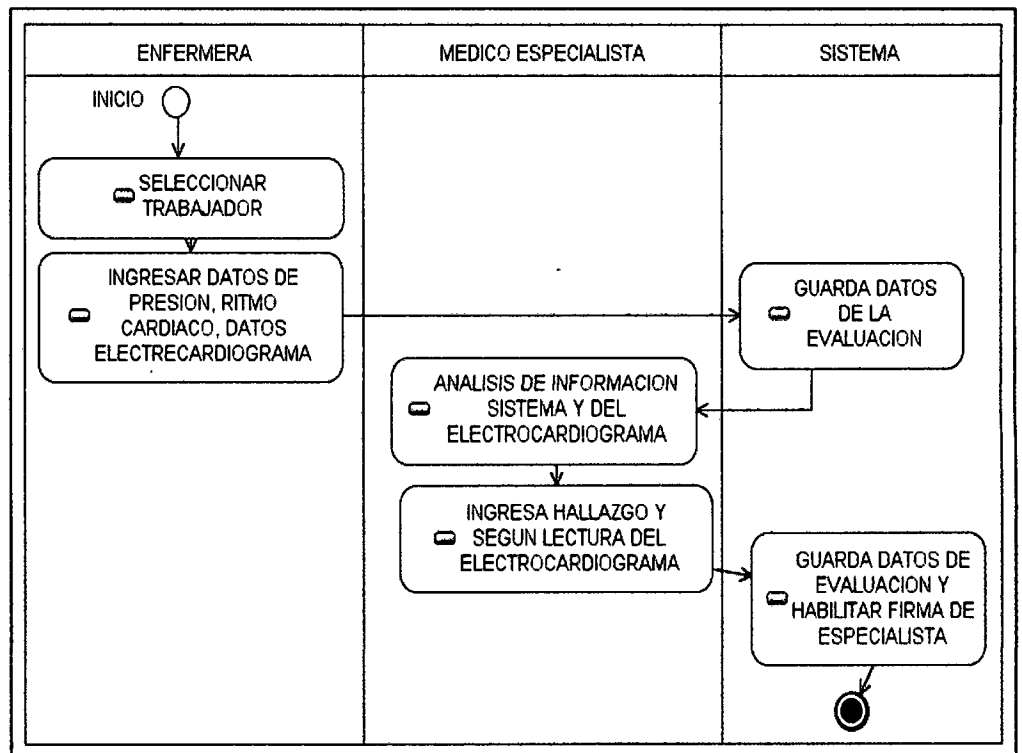 ENFERMERA
MEDICO ESPECIALISTA
SISTEMA
INICIO
SELECCIONAR
TRABAJADOR
INGRESAR DATOS DE
PRESION, RITMO
CARDIACO, DATOS
ELECTRECARDIOGRAMA
GUARDA DATOS
DE LA
EVALUACION
ANALISIS DE INFORMACION
SISTEMA Y DEL
ELECTROCARDIOGRAMA
INGRESA HALLAZGO Y
SEGUN LECTURA DEL
ELECTROCARDIOGRAMA
GUARDA DATOS DE
EVALUACION Y
HABILITAR FIRMA DE
ESPECIALISTA